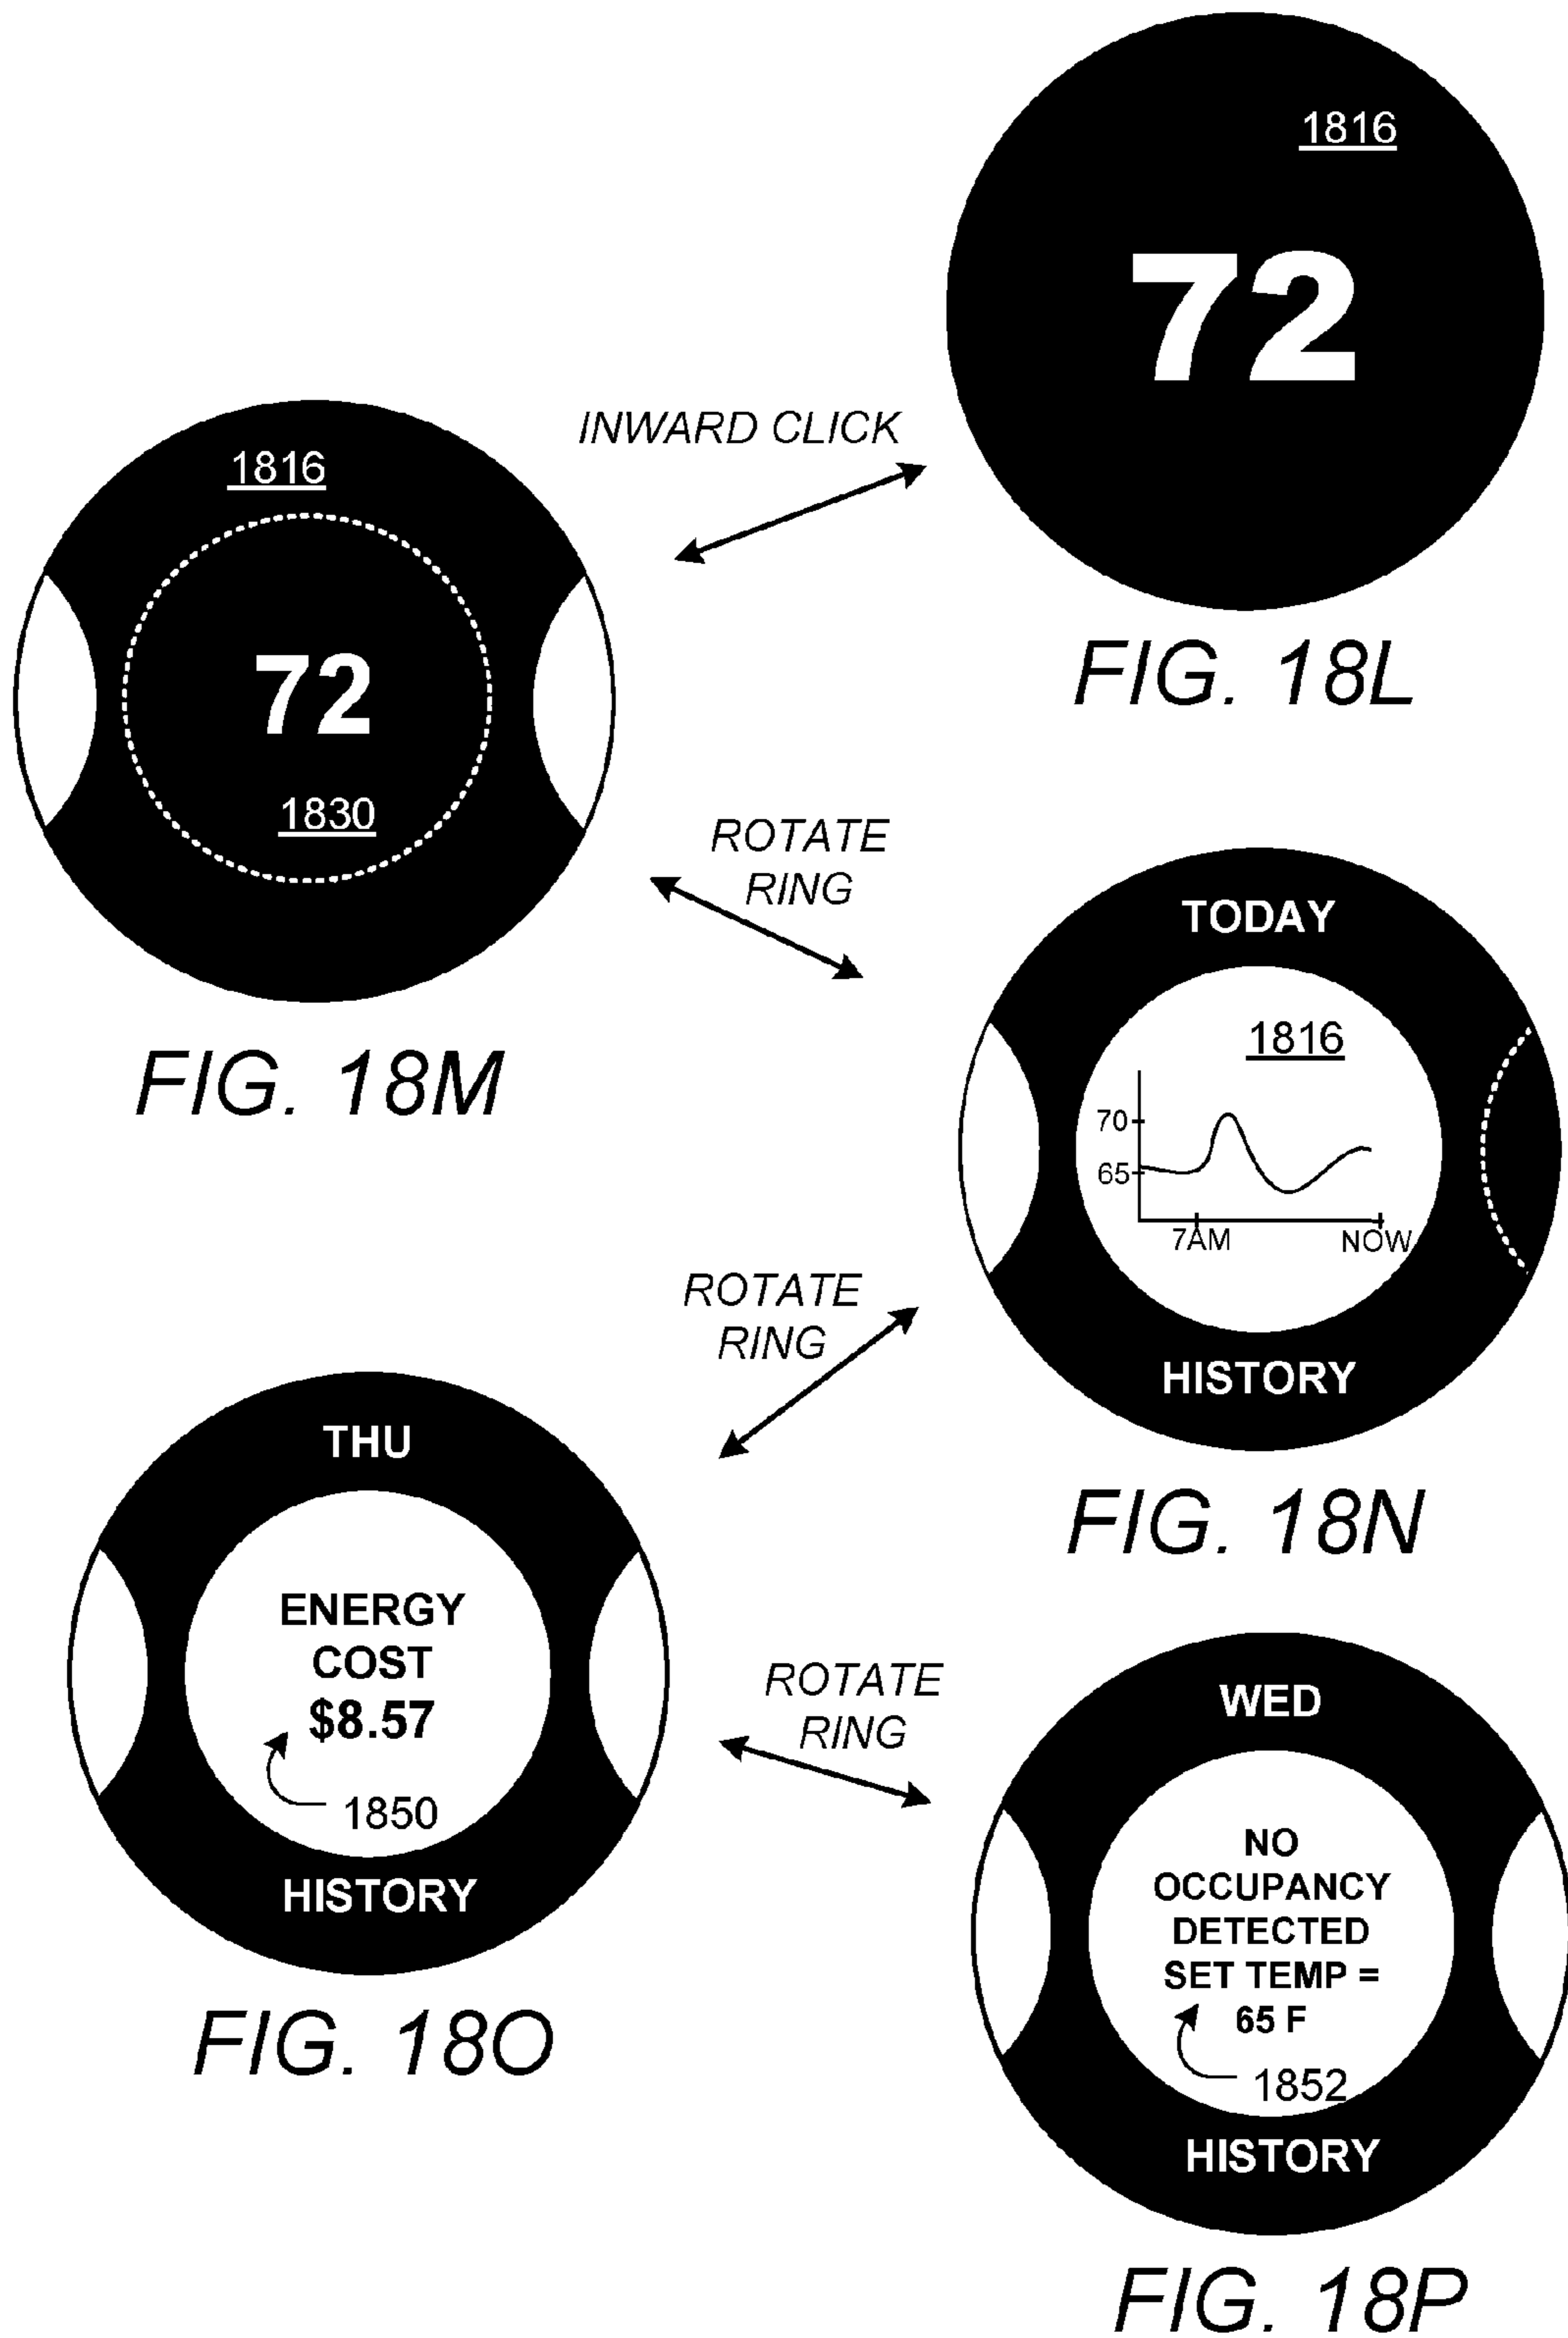 1816
72
FIG. 18L
INWARD CLICK
1816
72
1830
FIG. 18M
ROTATE
RING
TODAY
1816
70
65
7AM
NOW
HISTORY
FIG. 18N
ROTATE
RING
THU
ENERGY
COST
$8.57
1850
HISTORY
FIG. 18O
ROTATE
RING
WED
NO
OCCUPANCY
DETECTED
SET TEMP =
65 F
1852
HISTORY
FIG. 18P